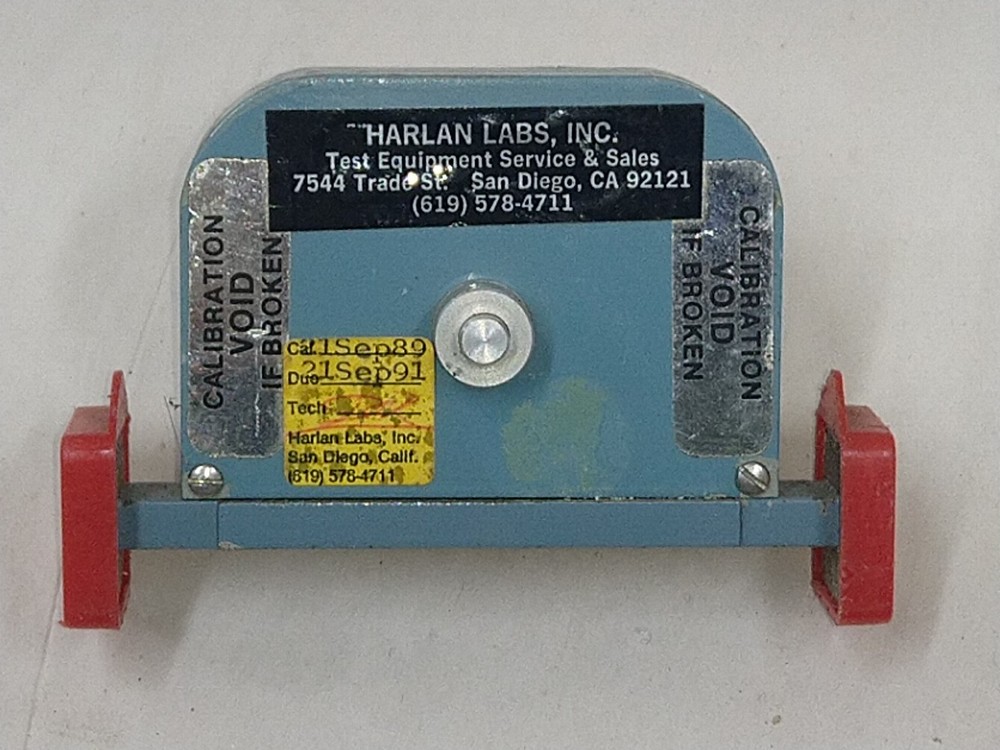 HARLAN LABS, INC.
Test Equipment Service & Sales
7544 Trade St. San Diego, CA 92121
(619) 578-4711
CALIBRATION
VOID
IF BROKEN
CALIBRATION
VOID
IF BROKEN
Cal. 21Sep89
Due 21Sep91
Tech
Harlan Labs, Inc.
San Diego, Calif.
(619) 578-4711